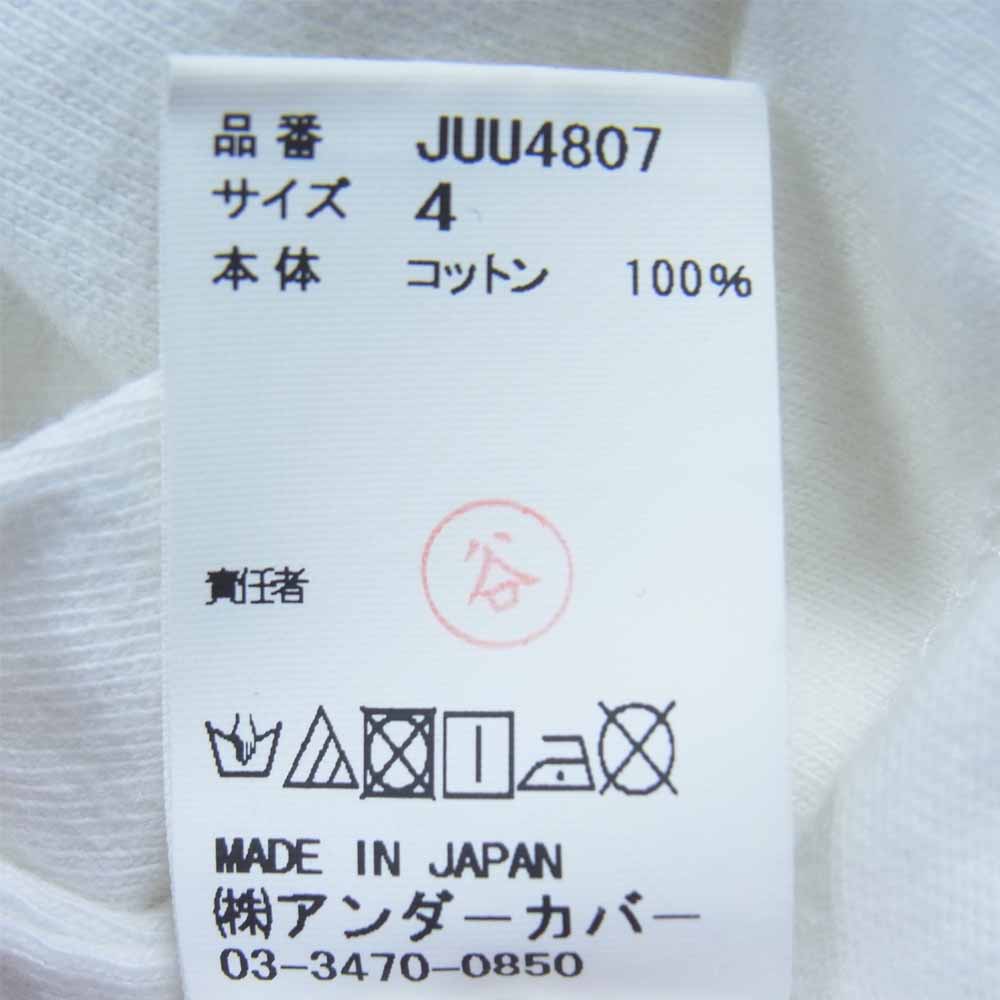 品番 JUU4807
サイズ 4
本体 コットン 100%
責任者 谷
MADE IN JAPAN
㈱アンダーカバー
03-3470-0850